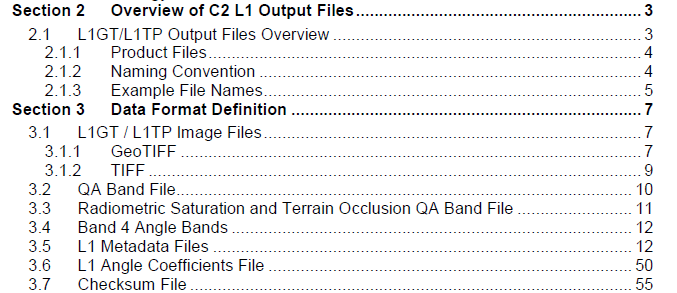 Section 2 Overview of C2 L1 Output Files ........................................................ 3
2.1 L1GT/L1TP Output Files Overview ........................................................ 3
2.1.1 Product Files ........................................................ 4
2.1.2 Naming Convention ........................................................ 4
2.1.3 Example File Names ........................................................ 5
Section 3 Data Format Definition ........................................................ 7
3.1 L1GT / L1TP Image Files ........................................................ 7
3.1.1 GeoTIFF ........................................................ 7
3.1.2 TIFF ........................................................ 9
3.2 QA Band File ........................................................ 10
3.3 Radiometric Saturation and Terrain Occlusion QA Band File ........................ 11
3.4 Band 4 Angle Bands ........................................................ 12
3.5 L1 Metadata Files ........................................................ 12
3.6 L1 Angle Coefficients File ........................................................ 50
3.7 Checksum File ........................................................ 55